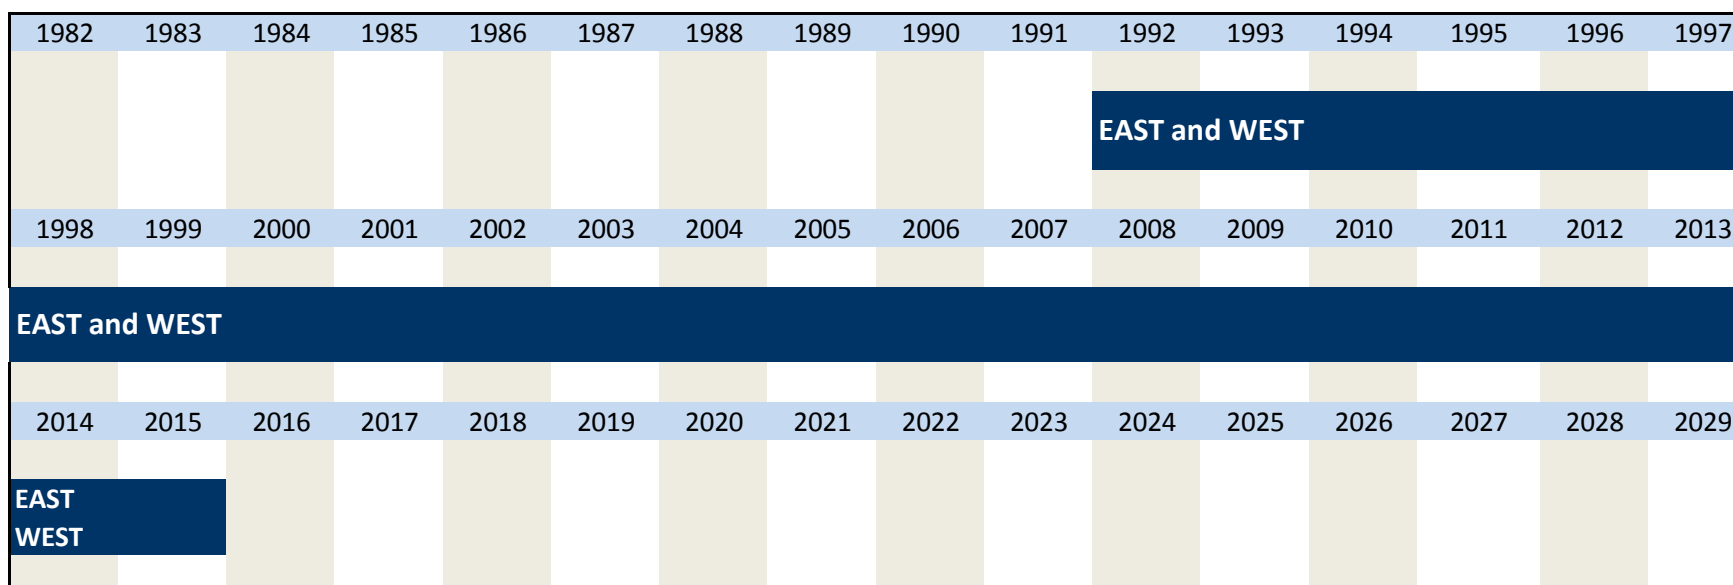 1982 1983 1984 1985 1986 1987 1988 1989 1990 1991 1992 1993 1994 1995 1996 1997
EAST and WEST
1998 1999 2000 2001 2002 2003 2004 2005 2006 2007 2008 2009 2010 2011 2012 2013
EAST and WEST
2014 2015 2016 2017 2018 2019 2020 2021 2022 2023 2024 2025 2026 2027 2028 2029
EAST
WEST